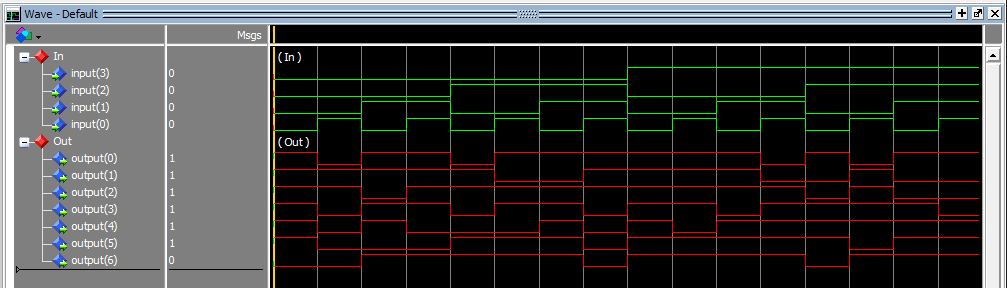 Wave - Default
Msgs
In
(In)
input(3) 0
input(2) 0
input(1) 0
input(0) 0
Out
(Out)
output(0) 1
output(1) 1
output(2) 1
output(3) 1
output(4) 1
output(5) 1
output(6) 0